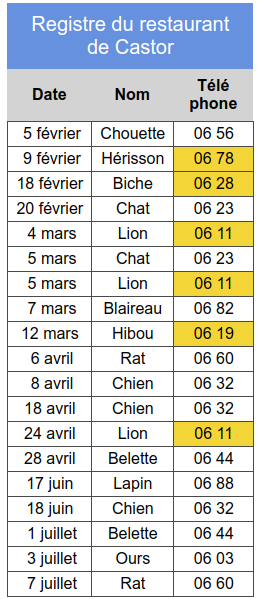 Registre du restaurant
de Castor
Date Nom Télé
phone
5 février Chouette 06 56
9 février Hérisson 06 78
18 février Biche 06 28
20 février Chat 06 23
4 mars Lion 06 11
5 mars Chat 06 23
5 mars Lion 06 11
7 mars Blaireau 06 82
12 mars Hibou 06 19
6 avril Rat 06 60
8 avril Chien 06 32
18 avril Chien 06 32
24 avril Lion 06 11
28 avril Belette 06 44
17 juin Lapin 06 88
18 juin Chien 06 32
1 juillet Belette 06 44
3 juillet Ours 06 03
7 juillet Rat 06 60